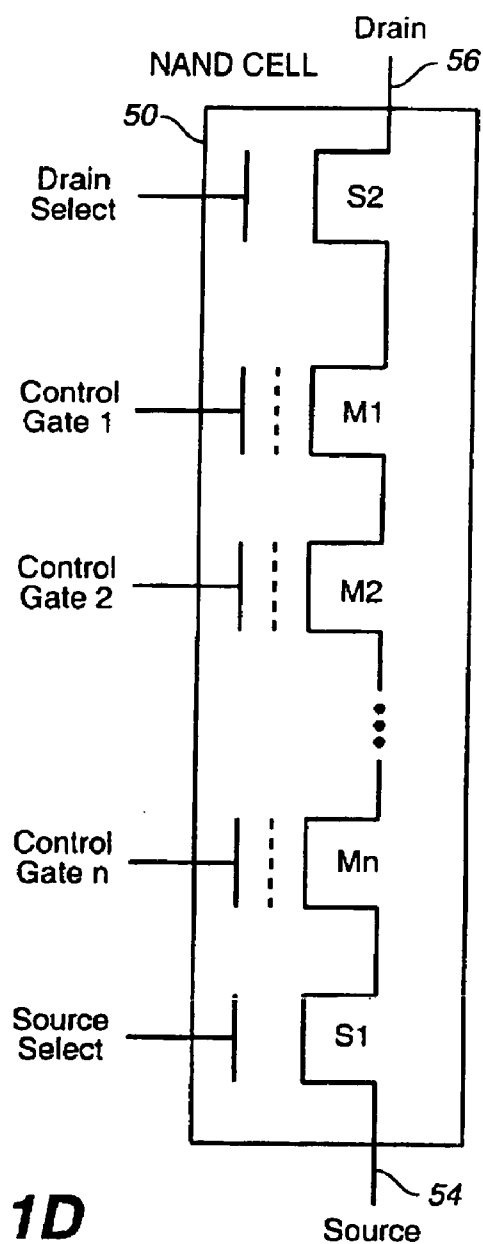 Drain
NAND CELL
56
50
Drain
Select
S2
Control
Gate 1
M1
Control
Gate 2
M2
Control
Gate n
Mn
Source
Select
S1
54
1D
Source